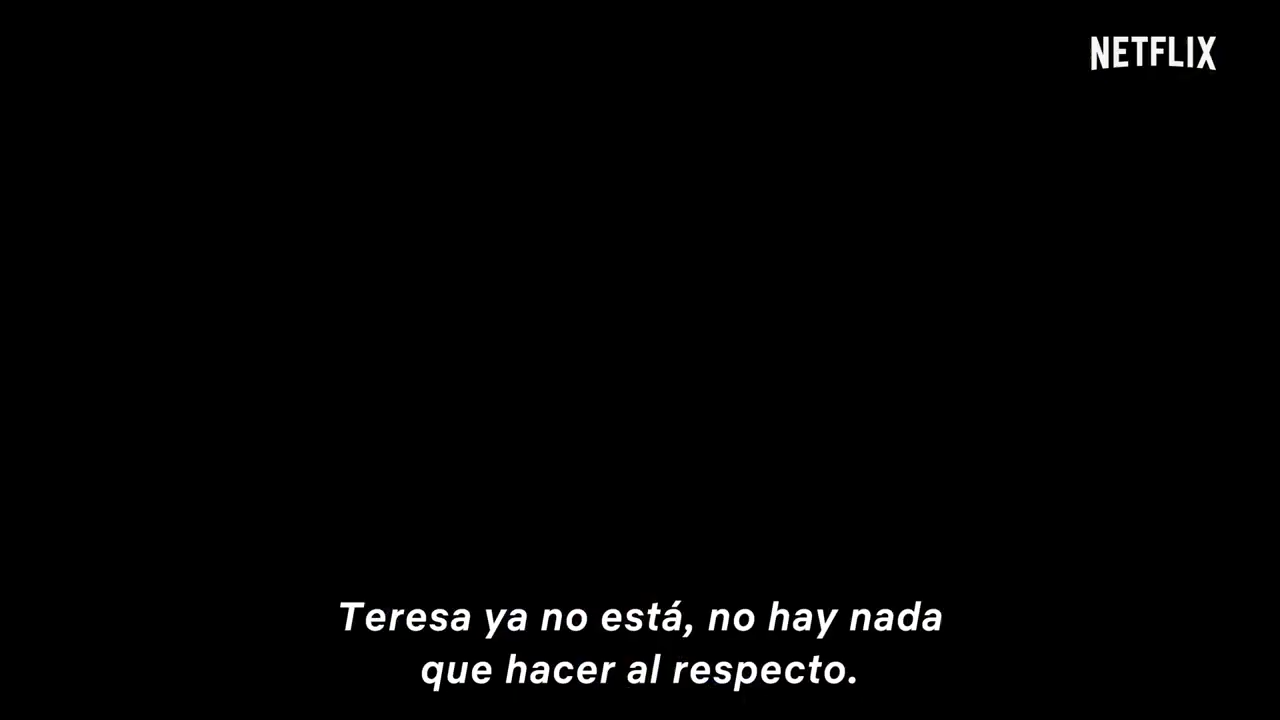 NETFLIX
Teresa ya no está, no hay nada
que hacer al respecto.